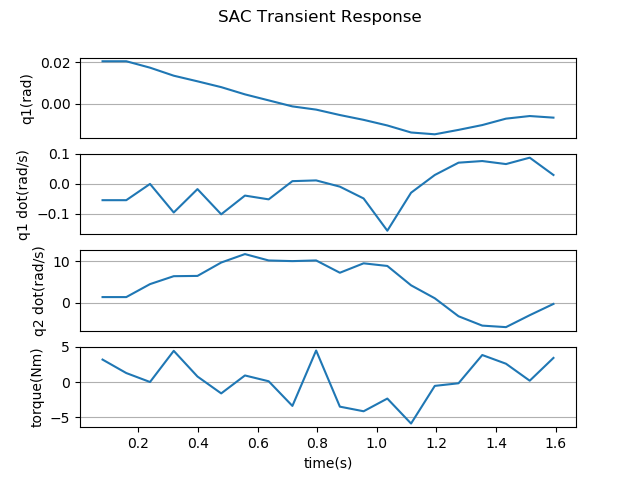 SAC Transient Response
0.02
0.00
q1(rad)
0.1
0.0
−0.1
q1 dot(rad/s)
10
0
q2 dot(rad/s)
5
0
−5
torque(Nm)
0.2 0.4 0.6 0.8 1.0 1.2 1.4 1.6
time(s)